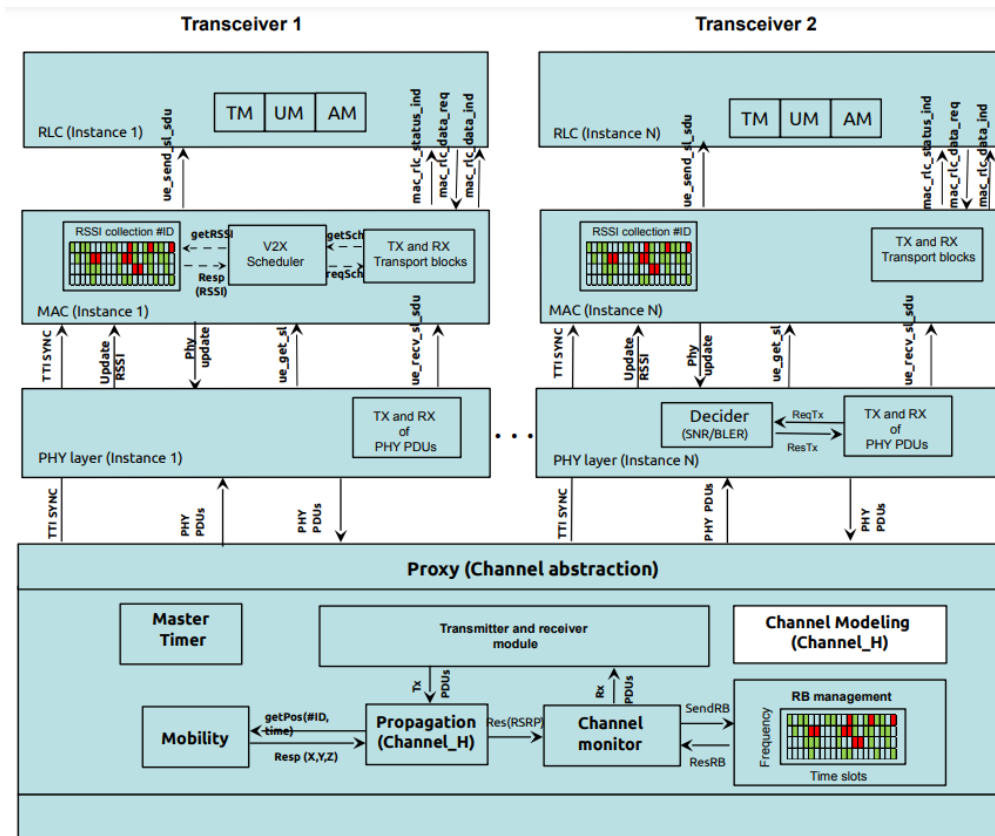 Transceiver 1
Transceiver 2
TM
UM
AM
RLC (Instance 1)
ue_send_sl_sdu
mac_rlc_status_ind
mac_rlc_data_req
mac_rlc_data_ind
TM
UM
AM
RLC (Instance N)
ue_send_sl_sdu
mac_rlc_status_ind
mac_rlc_data_req
mac_rlc_data_ind
RSSI collection #ID
getRSSI
Resp
(RSSI)
V2X
Scheduler
getSch
reqSch
TX and RX
Transport blocks
MAC (Instance 1)
RSSI collection #ID
TX and RX
Transport blocks
MAC (Instance N)
TTI SYNC
Update
RSSI
Phy
update
ue_get_sl
ue_recv_sl_sdu
TTI SYNC
Update
RSSI
Phy
update
ue_get_sl
ue_recv_sl_sdu
TX and RX
of
PHY PDUs
PHY layer (Instance 1)
. . .
Decider
(SNR/BLER)
ReqTx
ResTx
TX and RX
of
PHY PDUs
PHY layer (Instance N)
TTI SYNC
PHY
PDUs
PHY
PDUs
TTI SYNC
PHY PDUs
PHY
PDUs
Proxy (Channel abstraction)
Master
Timer
Transmitter and receiver
module
Channel Modeling
(Channel_H)
Tx
PDUs
Rx
PDUs
Mobility
getPos(#ID,
time)
Resp (X,Y,Z)
Propagation
(Channel_H)
Res(RSRP)
Channel
monitor
SendRB
ResRB
RB management
Frequency
Time slots